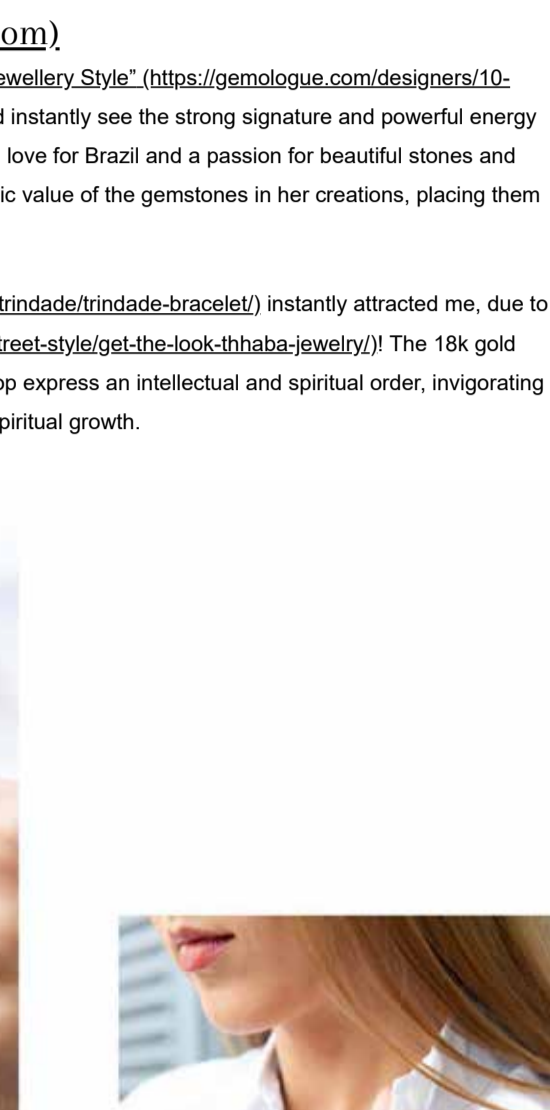 om)
ewellery Style” (https://gemologue.com/designers/10-
instantly see the strong signature and powerful energy
love for Brazil and a passion for beautiful stones and
ic value of the gemstones in her creations, placing them
trindade/trindade-bracelet/) instantly attracted me, due to
treet-style/get-the-look-thhaba-jewelry/)! The 18k gold
op express an intellectual and spiritual order, invigorating
piritual growth.